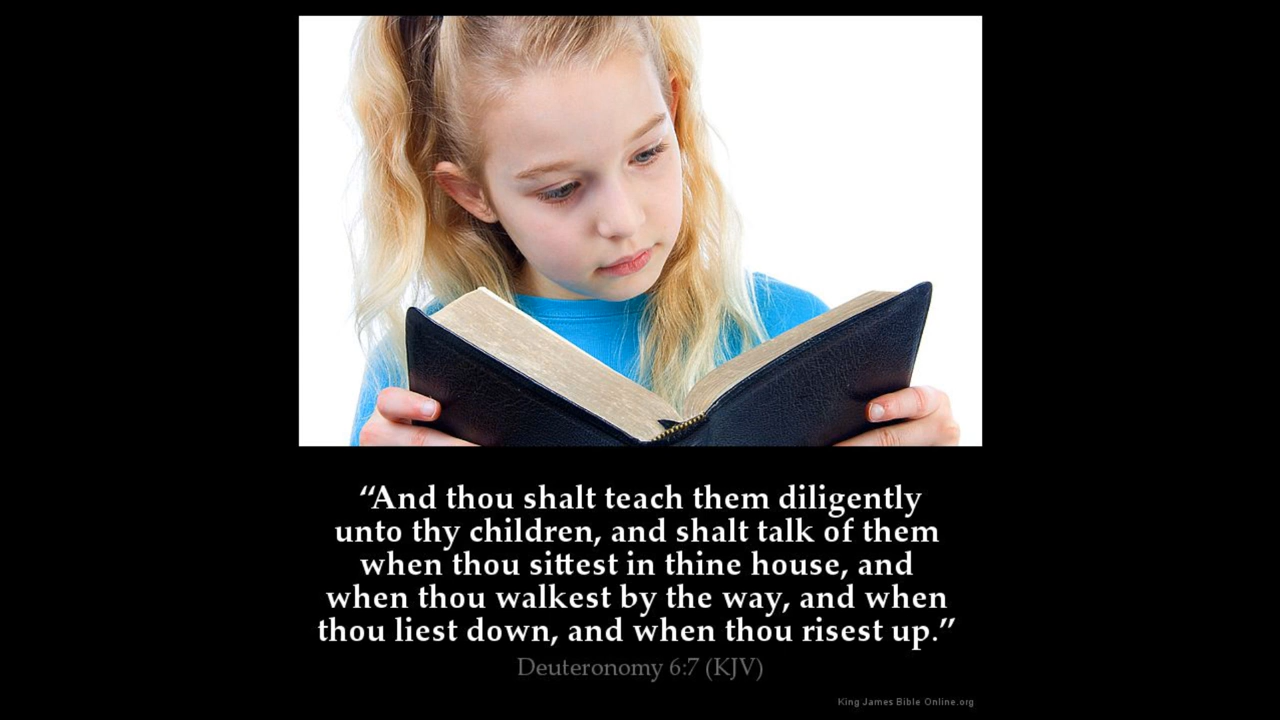 “And thou shalt teach them diligently
unto thy children, and shalt talk of them
when thou sittest in thine house, and
when thou walkest by the way, and when
thou liest down, and when thou risest up.”
Deuteronomy 6:7 (KJV)
King James Bible Online.org